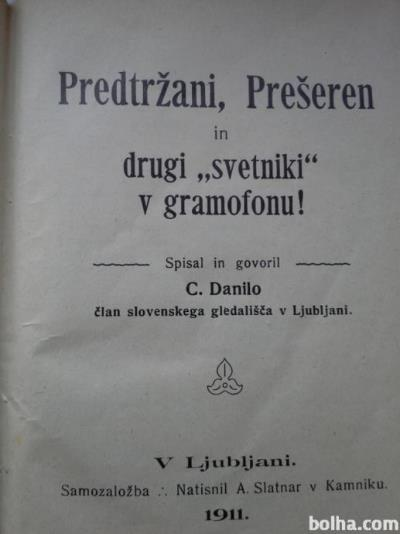 Predtržani, Prešeren
in
drugi „svetniki“
v gramofonu!
Spisal in govoril
C. Danilo
član slovenskega gledališča v Ljubljani.
V Ljubljani.
Samozaložba ∴ Natisnil A. Slatnar v Kamniku.
1911.
bolha.com